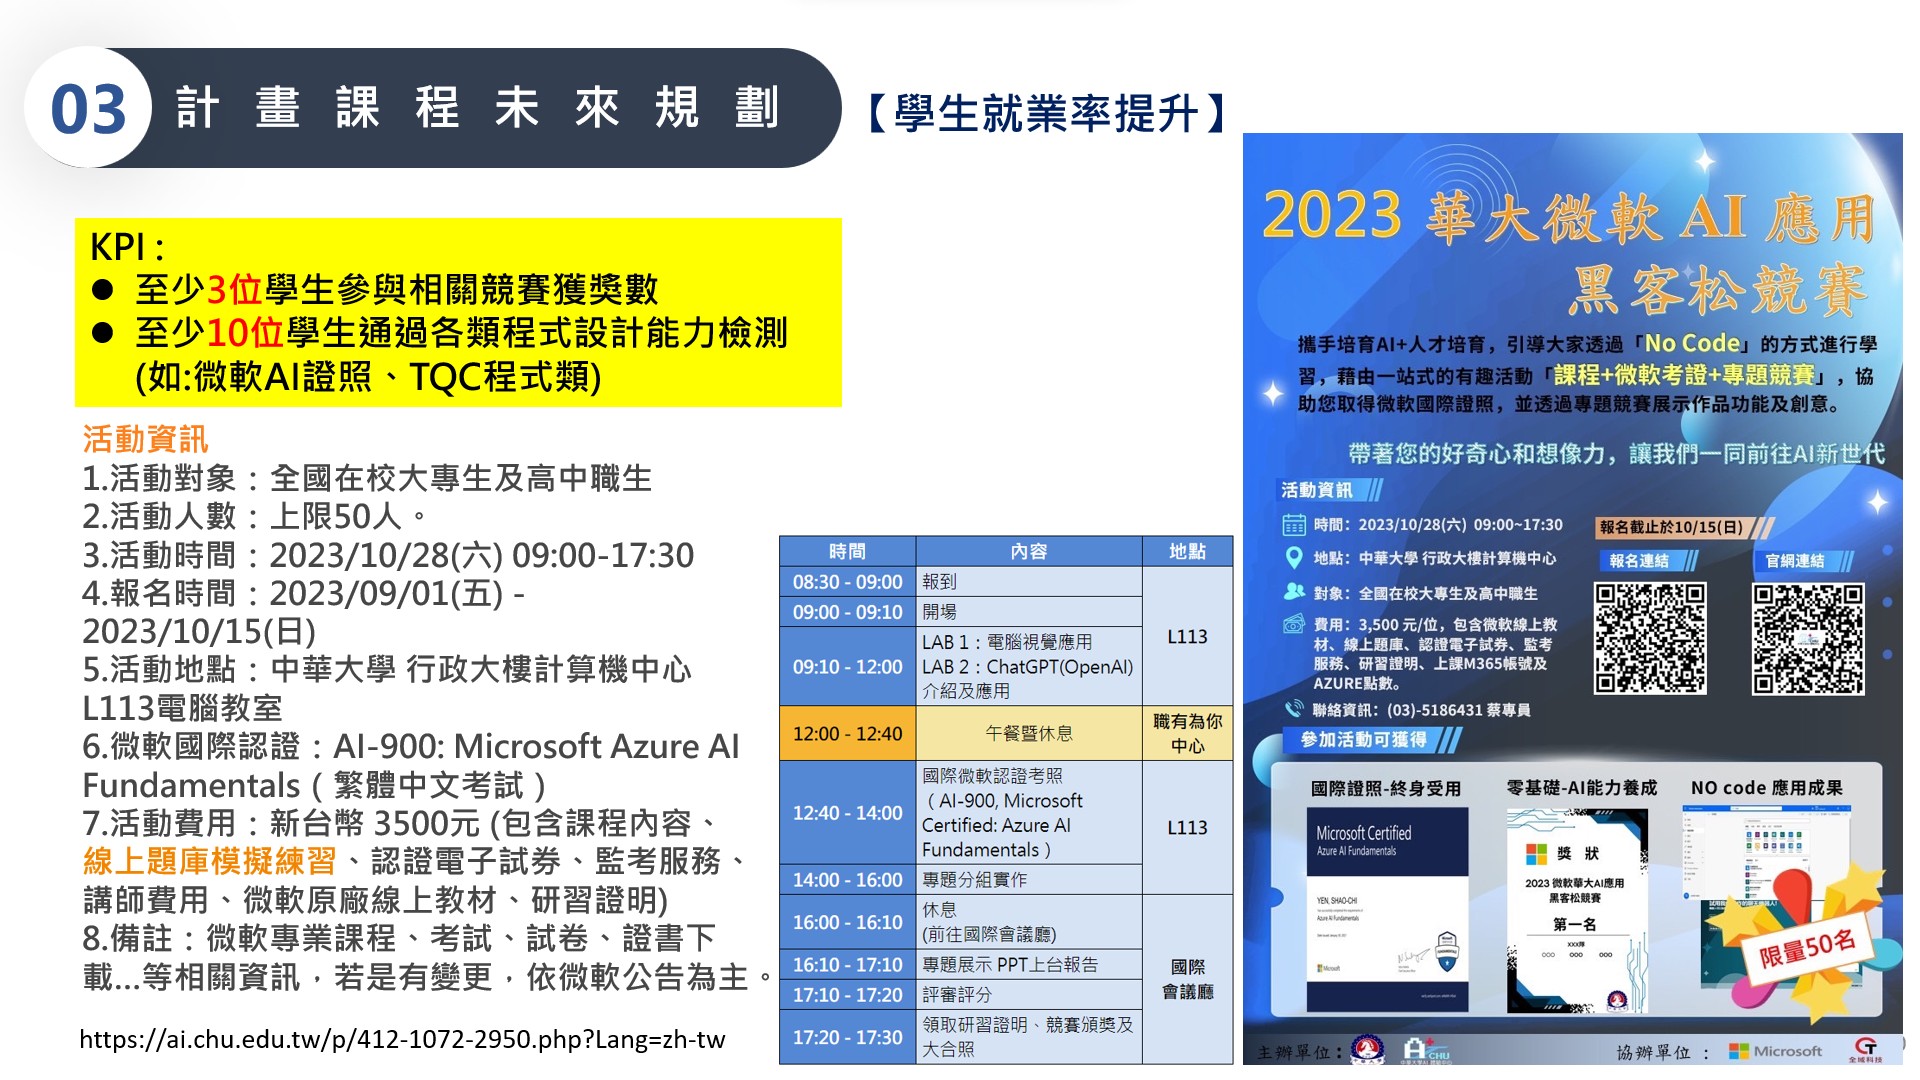 03 計畫課程未來規劃
【學生就業率提升】
KPI :
● 至少3位學生參與相關競賽獲獎數
● 至少10位學生通過各類程式設計能力檢測
(如:微軟AI證照、TQC程式類)
活動資訊
1.活動對象：全國在校大專生及高中職生
2.活動人數：上限50人。
3.活動時間：2023/10/28(六) 09:00-17:30
4.報名時間：2023/09/01(五) -
2023/10/15(日)
5.活動地點：中華大學 行政大樓計算機中心
L113電腦教室
6.微軟國際認證：AI-900: Microsoft Azure AI
Fundamentals（繁體中文考試）
7.活動費用：新台幣 3500元 (包含課程內容、
線上題庫模擬練習、認證電子試券、監考服務、
講師費用、微軟原廠線上教材、研習證明)
8.備註：微軟專業課程、考試、試卷、證書下
載...等相關資訊，若是有變更，依微軟公告為主。
https://ai.chu.edu.tw/p/412-1072-2950.php?Lang=zh-tw
時間 內容 地點
08:30 - 09:00 報到
09:00 - 09:10 開場
L113
09:10 - 12:00
LAB 1：電腦視覺應用
LAB 2：ChatGPT(OpenAI)
介紹及應用
12:00 - 12:40 午餐暨休息
職有為你
中心
12:40 - 14:00
國際微軟認證考照
（AI-900, Microsoft
Certified: Azure AI
Fundamentals）
L113
14:00 - 16:00 專題分組實作
16:00 - 16:10
休息
(前往國際會議廳)
16:10 - 17:10 專題展示 PPT上台報告
國際
會議廳
17:10 - 17:20 評審評分
17:20 - 17:30
領取研習證明、競賽頒獎及
大合照
2023 華大微軟 AI 應用
黑客松競賽
攜手培育AI+人才培育，引導大家透過「No Code」的方式進行學
習，藉由一站式的有趣活動「課程+微軟考證+專題競賽」，協
助您取得微軟國際證照，並透過專題競賽展示作品功能及創意。
帶著您的好奇心和想像力，讓我們一同前往AI新世代
活動資訊
時間：2023/10/28(六) 09:00~17:30
報名截止於10/15(日)
地點：中華大學 行政大樓計算機中心
報名連結
官網連結
對象：全國在校大專生及高中職生
費用：3,500 元/位，包含微軟線上教
材、線上題庫、認證電子試券、監考
服務、研習證明、上課M365帳號及
AZURE點數。
聯絡資訊：(03)-5186431 蔡專員
參加活動可獲得
國際證照-終身受用
零基礎-AI能力養成
NO code 應用成果
Microsoft Certified
Azure AI Fundamentals
YEN, SHAO-CHI
Azure AI Fundamentals
Microsoft
獎 狀
2023 微軟華大AI應用
黑客松競賽
第一名
XXX隊
○○○ ○○○ ○○○
限量50名
主辦單位：
CHU
協辦單位 ：
Microsoft
全域科技